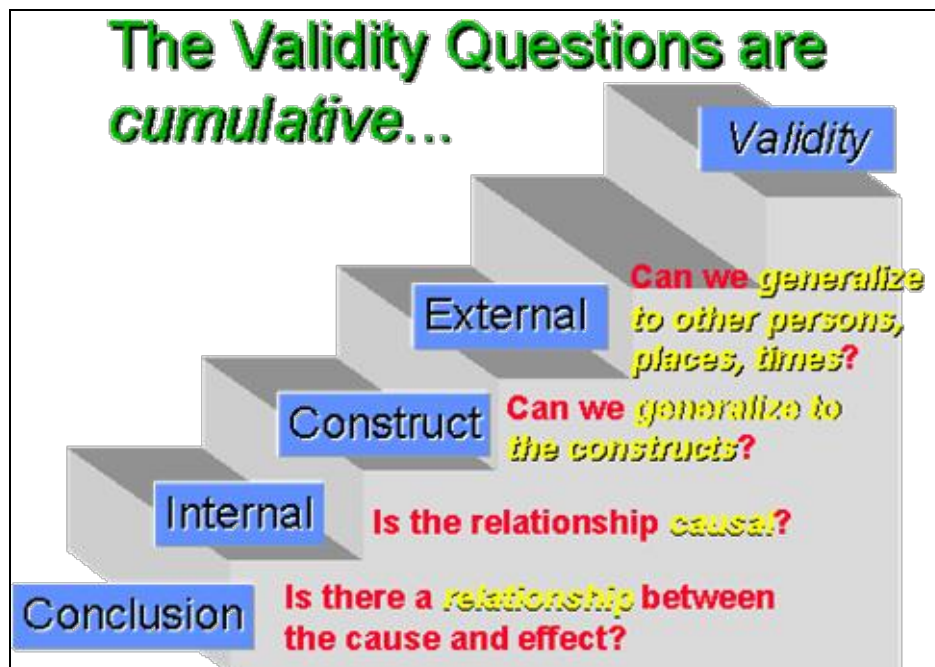 The Validity Questions are
cumulative...
Validity
External
Can we generalize
to other persons,
places, times?
Construct
Can we generalize to
the constructs?
Internal
Is the relationship causal?
Conclusion
Is there a relationship between
the cause and effect?